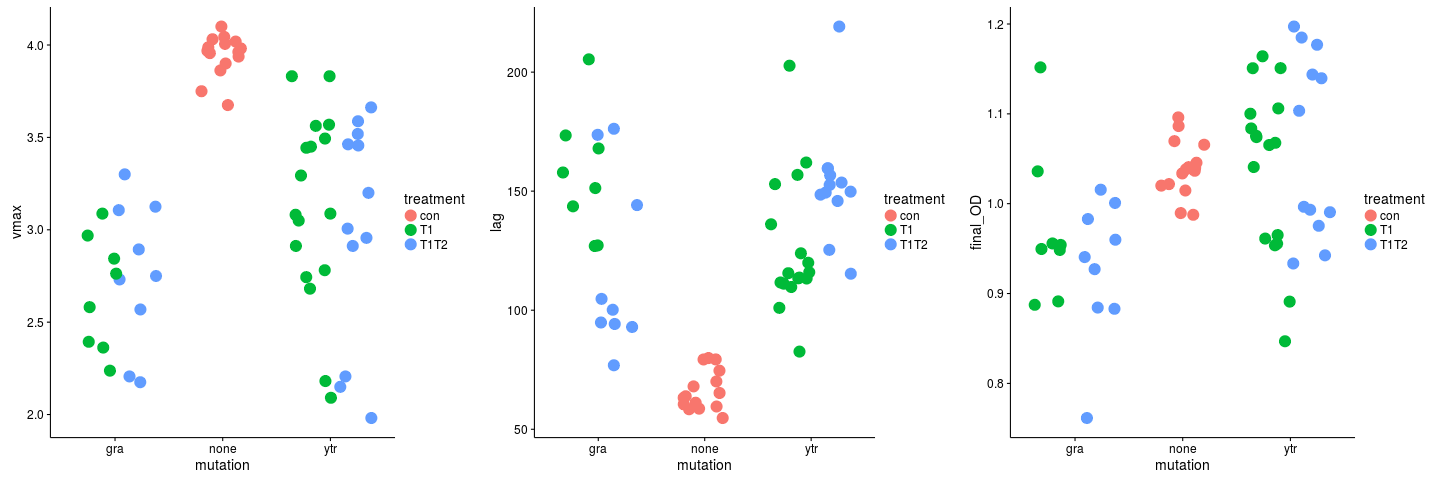 vmax
4.0
3.5
3.0
2.5
2.0
gra none ytr
mutation
treatment
con
T1
T1T2
lag
200
150
100
50
gra none ytr
mutation
treatment
con
T1
T1T2
final_OD
1.2
1.1
1.0
0.9
0.8
gra none ytr
mutation
treatment
con
T1
T1T2